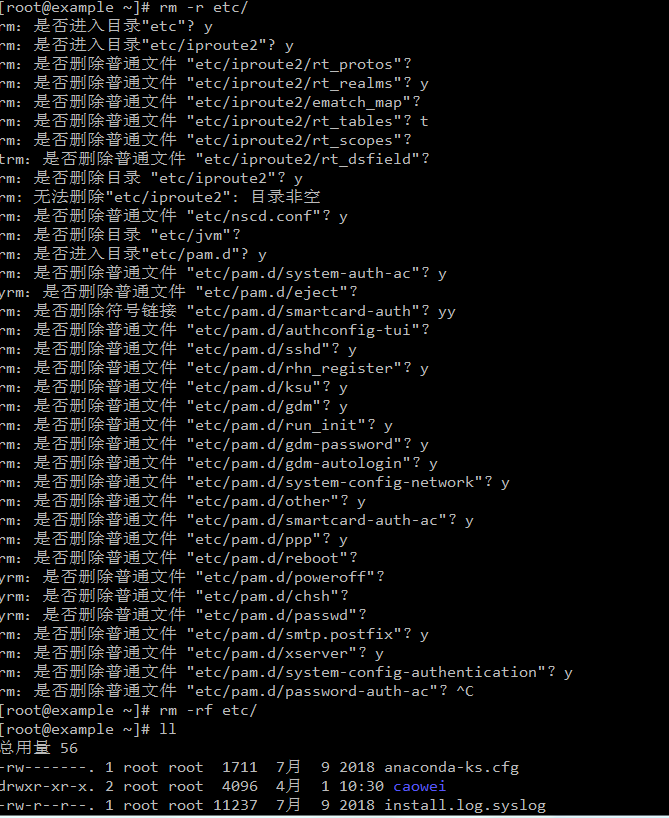 [root@example ~]# rm -r etc/
rm: 是否进入目录"etc"? y
rm: 是否进入目录"etc/iproute2"? y
rm: 是否删除普通文件 "etc/iproute2/rt_protos"?
rm: 是否删除普通文件 "etc/iproute2/rt_realms"? y
rm: 是否删除普通文件 "etc/iproute2/ematch_map"?
rm: 是否删除普通文件 "etc/iproute2/rt_tables"? t
rm: 是否删除普通文件 "etc/iproute2/rt_scopes"?
trm: 是否删除普通文件 "etc/iproute2/rt_dsfield"?
rm: 是否删除目录 "etc/iproute2"? y
rm: 无法删除"etc/iproute2": 目录非空
rm: 是否删除普通文件 "etc/nscd.conf"? y
rm: 是否删除目录 "etc/jvm"?
rm: 是否进入目录"etc/pam.d"? y
rm: 是否删除普通文件 "etc/pam.d/system-auth-ac"? y
yrm: 是否删除普通文件 "etc/pam.d/eject"?
rm: 是否删除符号链接 "etc/pam.d/smartcard-auth"? yy
rm: 是否删除普通文件 "etc/pam.d/authconfig-tui"?
rm: 是否删除普通文件 "etc/pam.d/sshd"? y
rm: 是否删除普通文件 "etc/pam.d/rhn_register"? y
rm: 是否删除普通文件 "etc/pam.d/ksu"? y
rm: 是否删除普通文件 "etc/pam.d/gdm"? y
rm: 是否删除普通文件 "etc/pam.d/run_init"? y
rm: 是否删除普通文件 "etc/pam.d/gdm-password"? y
rm: 是否删除普通文件 "etc/pam.d/gdm-autologin"? y
rm: 是否删除普通文件 "etc/pam.d/system-config-network"? y
rm: 是否删除普通文件 "etc/pam.d/other"? y
rm: 是否删除普通文件 "etc/pam.d/smartcard-auth-ac"? y
rm: 是否删除普通文件 "etc/pam.d/ppp"? y
rm: 是否删除普通文件 "etc/pam.d/reboot"?
yrm: 是否删除普通文件 "etc/pam.d/poweroff"?
yrm: 是否删除普通文件 "etc/pam.d/chsh"?
yrm: 是否删除普通文件 "etc/pam.d/passwd"?
rm: 是否删除普通文件 "etc/pam.d/smtp.postfix"? y
rm: 是否删除普通文件 "etc/pam.d/xserver"? y
rm: 是否删除普通文件 "etc/pam.d/system-config-authentication"? y
rm: 是否删除普通文件 "etc/pam.d/password-auth-ac"? ^C
[root@example ~]# rm -rf etc/
[root@example ~]# ll
总用量 56
-rw-------. 1 root root  1711  7月   9 2018 anaconda-ks.cfg
drwxr-xr-x. 2 root root  4096  4月   1 10:30 caowei
-rw-r--r--. 1 root root 11237  7月   9 2018 install.log.syslog